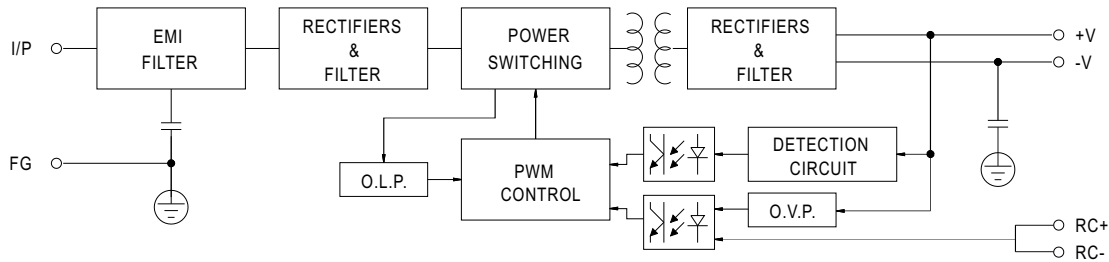 I/P
EMI
FILTER
RECTIFIERS
&
FILTER
POWER
SWITCHING
RECTIFIERS
&
FILTER
+V
-V
FG
O.L.P.
PWM
CONTROL
DETECTION
CIRCUIT
O.V.P.
RC+
RC-